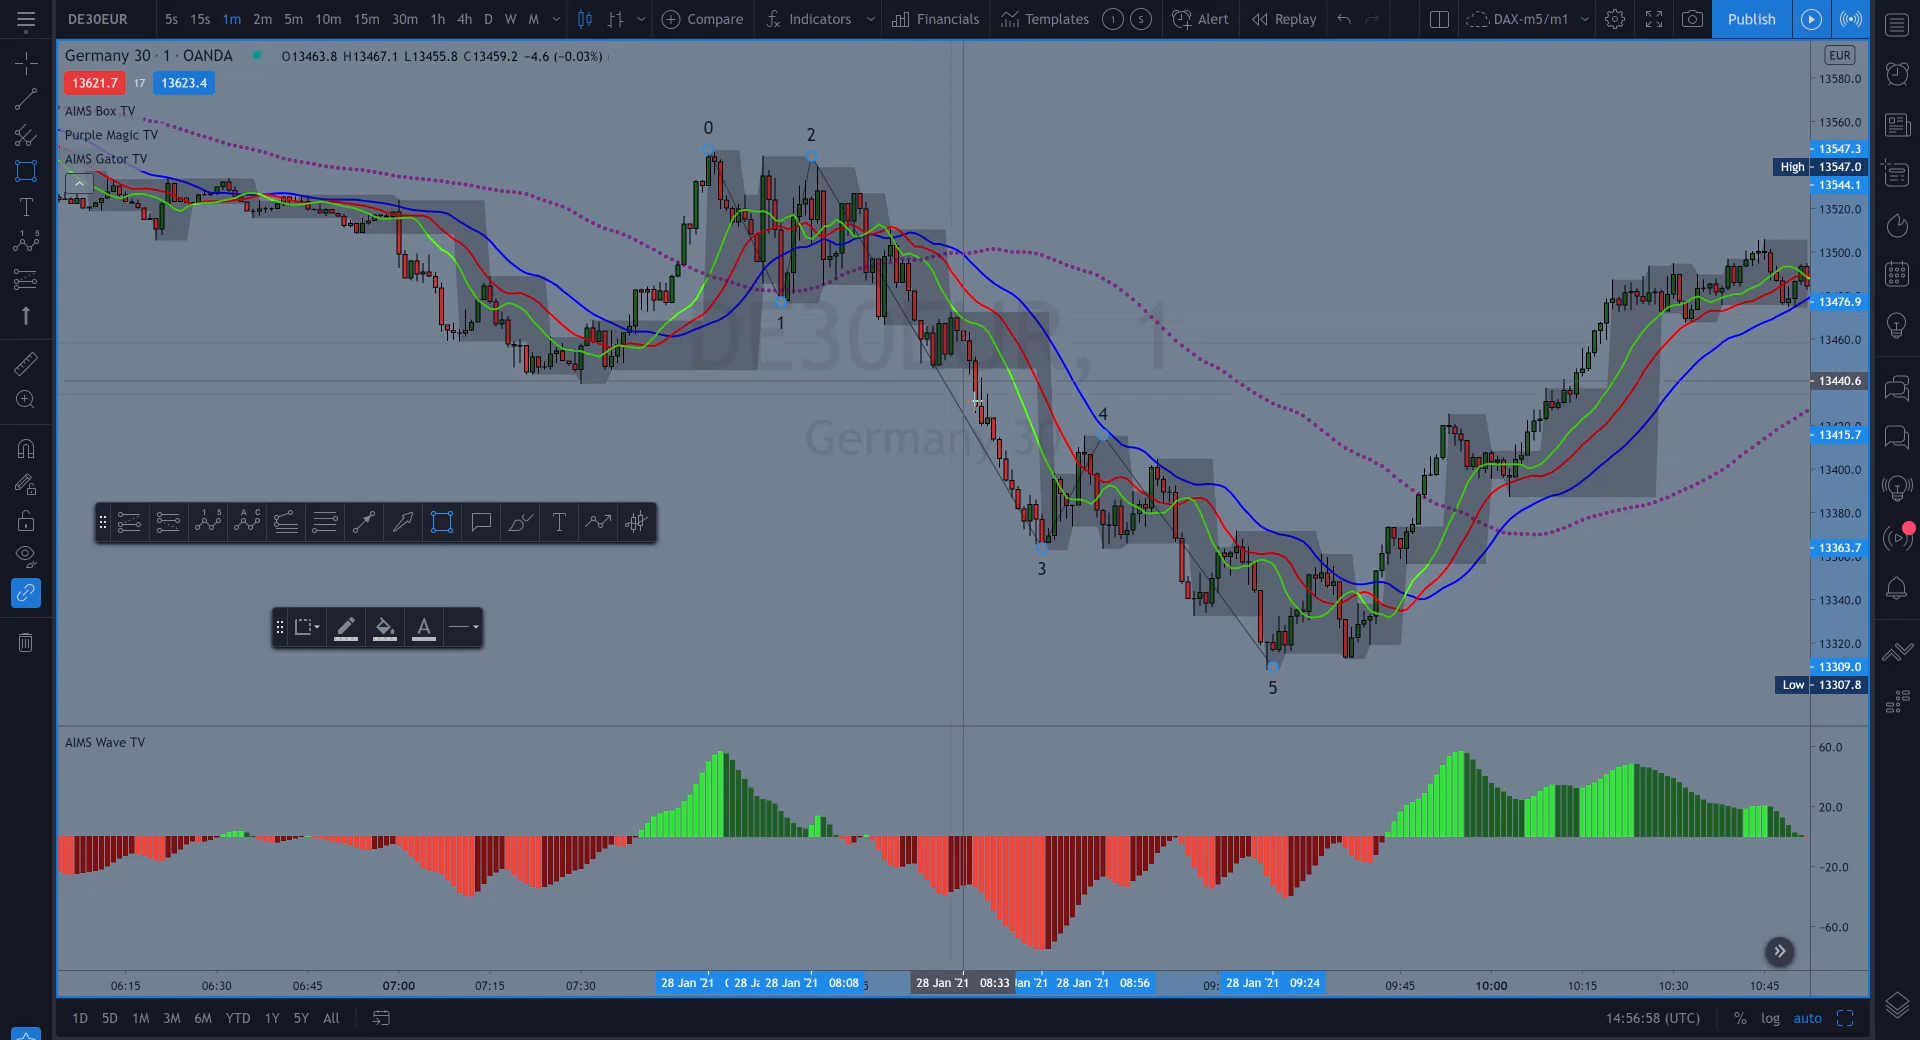 DE30EUR 5s 15s 1m 2m 5m 10m 15m 30m 1h 4h D W M Compare Indicators Financials Templates 1 S Alert Replay DAX-m5/m1 Publish
Germany 30 · 1 · OANDA O13463.8 H13467.1 L13455.8 C13459.2 −4.6 (−0.03%)
EUR
13621.7 17 13623.4
AIMS Box TV
Purple Magic TV
AIMS Gator TV
0
2
1
4
3
5
DE30EUR, 1
Germany 30
13580.0
13560.0
13547.3
High 13547.0
13544.1
13520.0
13500.0
13476.9
13460.0
13440.6
13415.7
13400.0
13380.0
13363.7
13340.0
13320.0
13309.0
Low 13307.8
AIMS Wave TV
60.0
20.0
−20.0
−60.0
06:15 06:30 06:45 07:00 07:15 07:30 28 Jan '21 28 Jan '21 08:08 28 Jan '21 08:33 28 Jan '21 08:56 28 Jan '21 09:24 09:45 10:00 10:15 10:30 10:45
1D 5D 1M 3M 6M YTD 1Y 5Y All 14:56:58 (UTC) % log auto